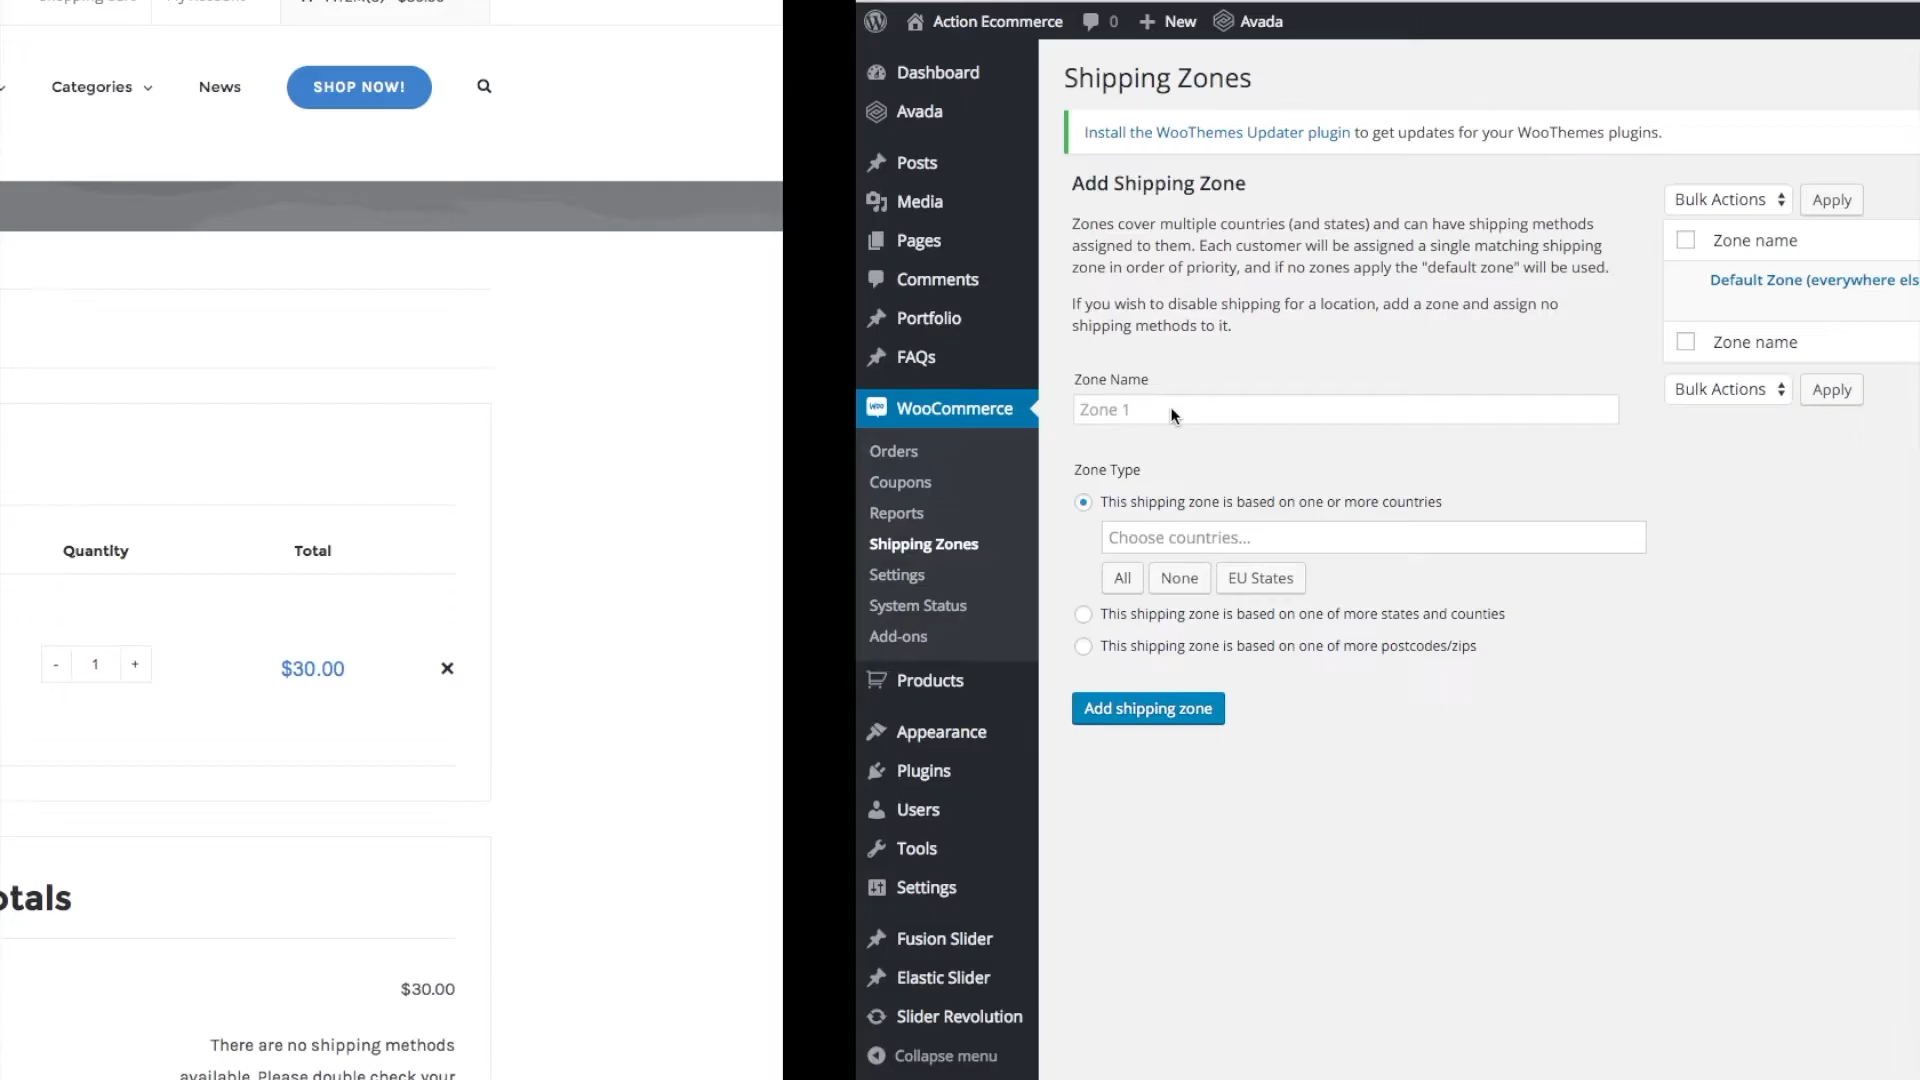 Categories
News
SHOP NOW!
Quantity
Total
-
1
+
$30.00
otals
$30.00
There are no shipping methods
available. Please double check your
Action Ecommerce
0
New
Avada
Dashboard
Avada
Posts
Media
Pages
Comments
Portfolio
FAQs
WooCommerce
Orders
Coupons
Reports
Shipping Zones
Settings
System Status
Add-ons
Products
Appearance
Plugins
Users
Tools
Settings
Fusion Slider
Elastic Slider
Slider Revolution
Collapse menu
Shipping Zones
Install the WooThemes Updater plugin to get updates for your WooThemes plugins.
Add Shipping Zone
Zones cover multiple countries (and states) and can have shipping methods
assigned to them. Each customer will be assigned a single matching shipping
zone in order of priority, and if no zones apply the "default zone" will be used.
If you wish to disable shipping for a location, add a zone and assign no
shipping methods to it.
Zone Name
Zone 1
Zone Type
This shipping zone is based on one or more countries
Choose countries...
All
None
EU States
This shipping zone is based on one of more states and counties
This shipping zone is based on one of more postcodes/zips
Add shipping zone
Bulk Actions
Apply
Zone name
Default Zone (everywhere els
Zone name
Bulk Actions
Apply